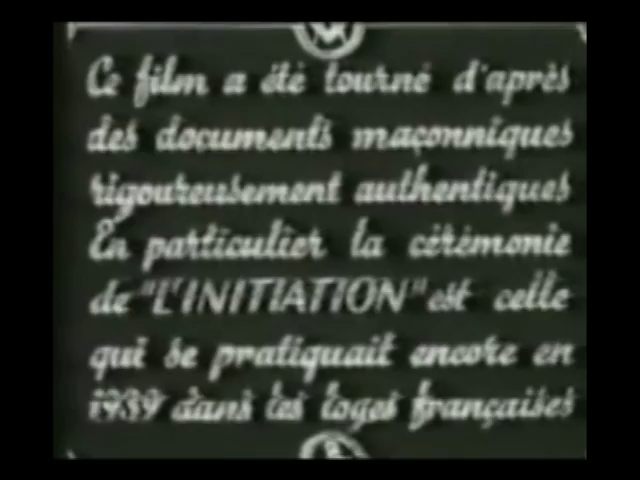 Ce film a été tourné d'après
des documents maçonniques
rigoureusement authentiques
En particulier la cérémonie
de "L'INITIATION" est celle
qui se pratiquait encore en
1939 dans les loges françaises